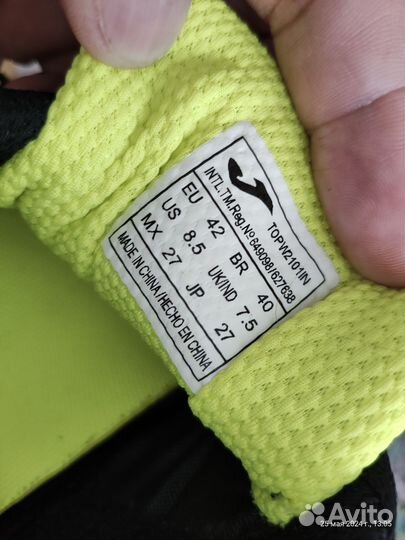 TOPW2101IN
INTL.TM.Reg.Nº 649098/627638
EU 42 BR 40
US 8.5 UK/IND 7.5
MX 27 JP 27
MADE IN CHINA/HECHO EN CHINA
25 мая 2024 г., 13:05
Avito